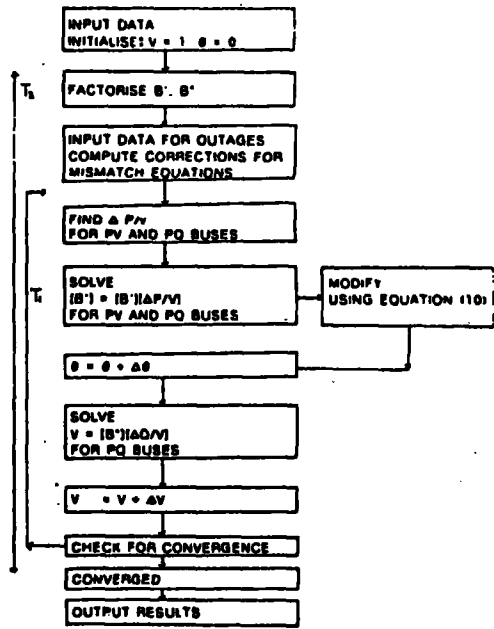 INPUT DATA
INITIALISE: V = 1 θ = 0
T₂
FACTORISE B'. B"
INPUT DATA FOR OUTAGES
COMPUTE CORRECTIONS FOR
MISMATCH EQUATIONS
FIND Δ P/v
FOR PV AND PQ BUSES
T₁
SOLVE
[B'] = [B'][ΔP/V]
FOR PV AND PQ BUSES
MODIFY
USING EQUATION (10)
θ = θ + Δθ
SOLVE
V = [B"][ΔQ/V]
FOR PQ BUSES
V = V + ΔV
CHECK FOR CONVERGENCE
CONVERGED
OUTPUT RESULTS